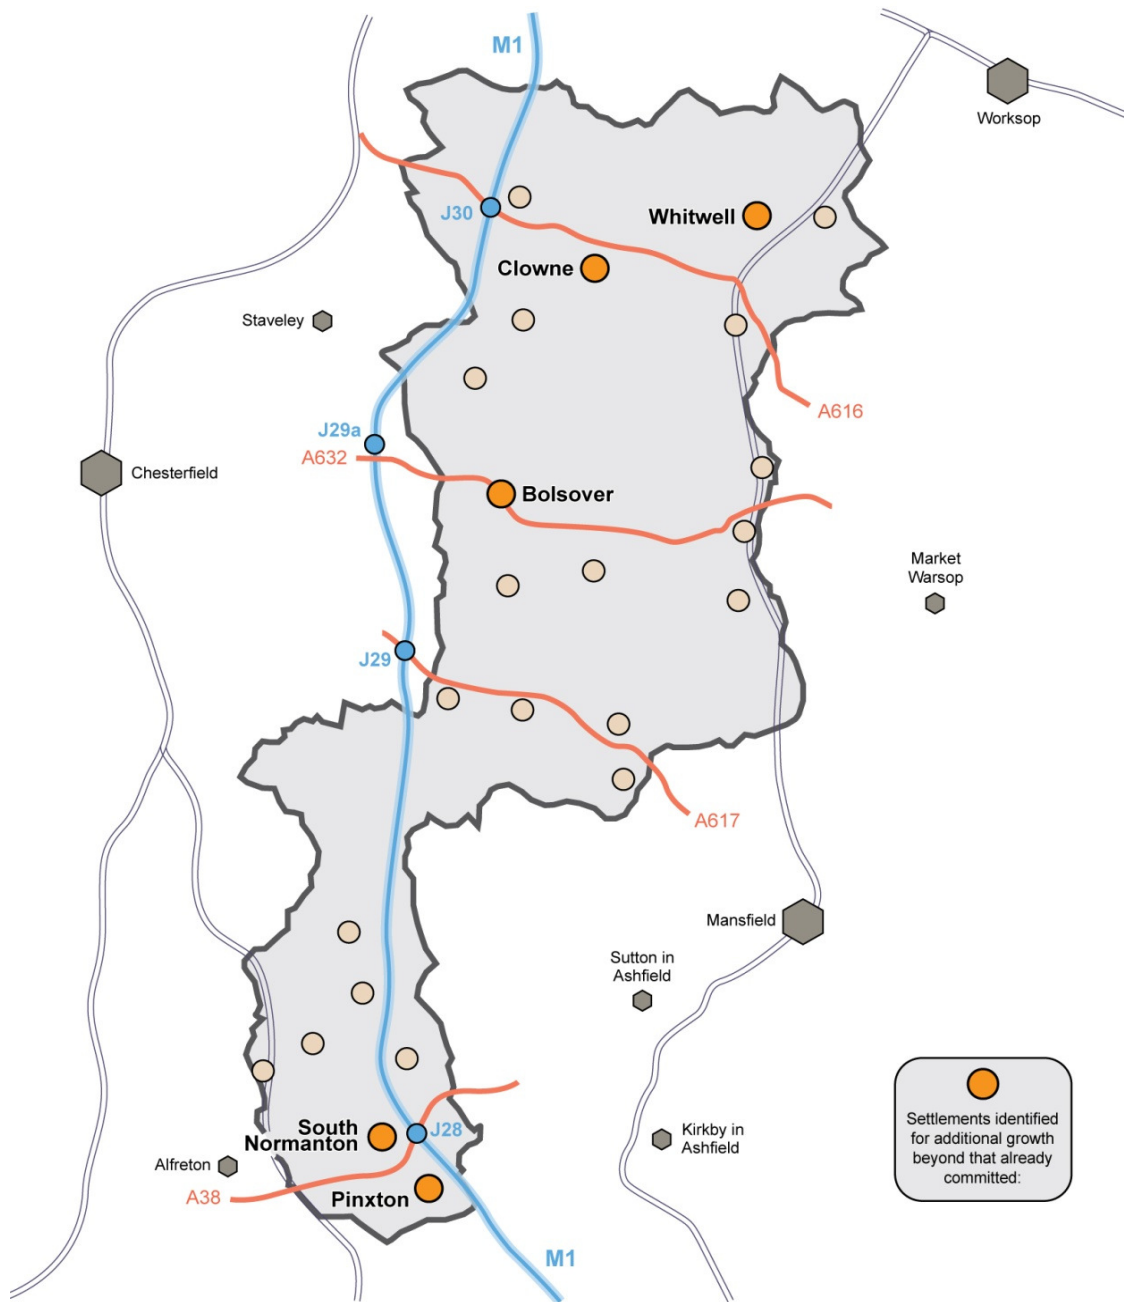 M1
Worksop
J30
Whitwell
Clowne
Staveley
A616
J29a
A632
Chesterfield
Bolsover
Market
Warsop
J29
A617
Mansfield
Sutton in
Ashfield
South
Normanton
J28
Kirkby in
Ashfield
Alfreton
A38
Pinxton
M1
Settlements identified
for additional growth
beyond that already
committed: